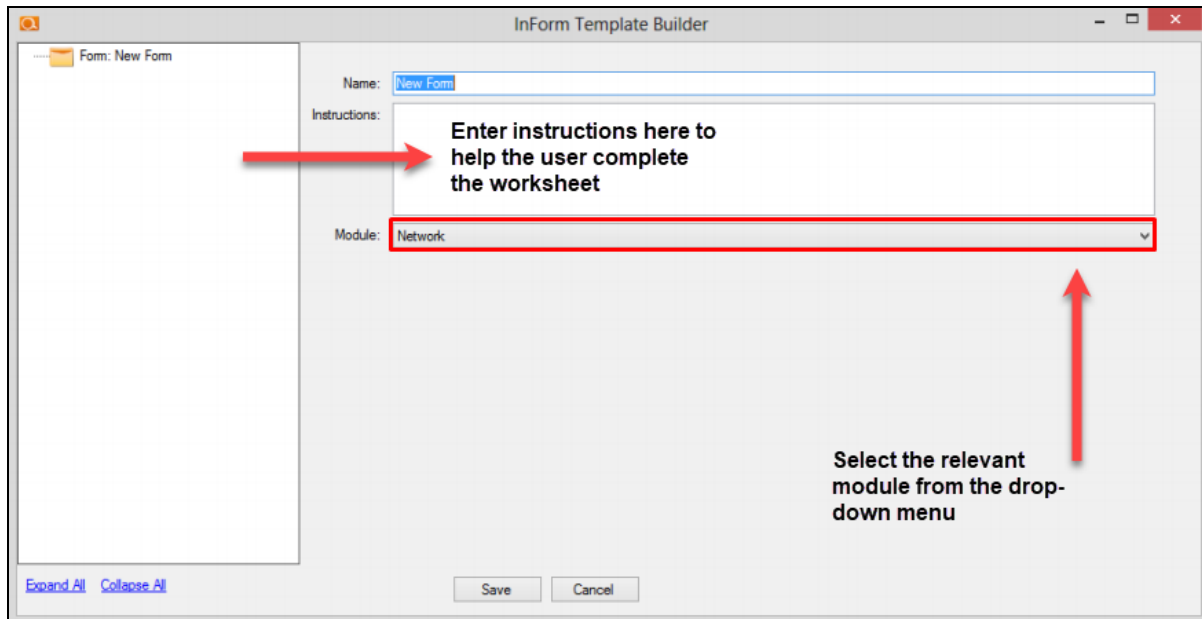 InForm Template Builder
Form: New Form
Name: New Form
Instructions:
Enter instructions here to
help the user complete
the worksheet
Module: Network
Select the relevant
module from the drop-
down menu
Expand All Collapse All
Save Cancel